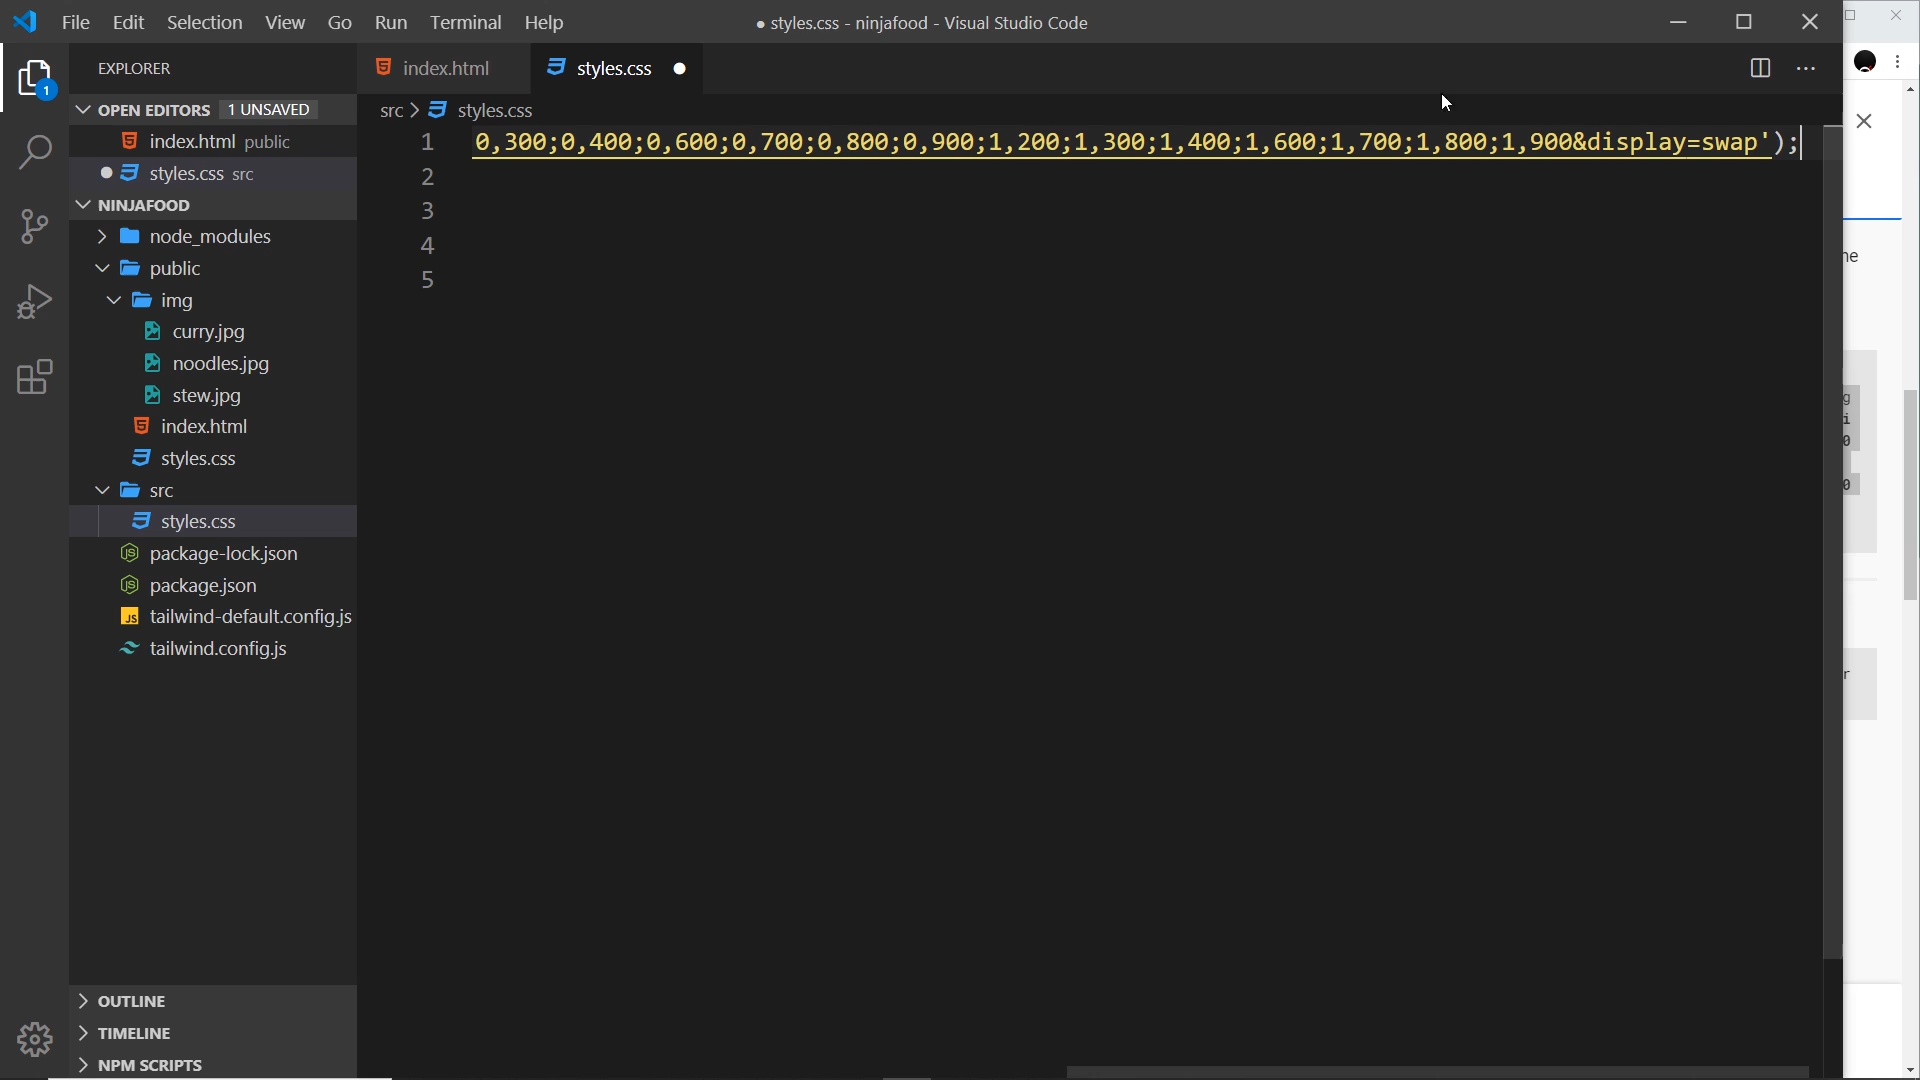 File Edit Selection View Go Run Terminal Help
● styles.css - ninjafood - Visual Studio Code
EXPLORER
index.html
styles.css
OPEN EDITORS 1 UNSAVED
src > styles.css
1
index.html public
styles.css src
NINJAFOOD
node_modules
public
img
curry.jpg
noodles.jpg
stew.jpg
index.html
styles.css
src
styles.css
package-lock.json
package.json
tailwind-default.config.js
tailwind.config.js
OUTLINE
TIMELINE
NPM SCRIPTS
1 0,300;0,400;0,600;0,700;0,800;0,900;1,200;1,300;1,400;1,600;1,700;1,800;1,900&display=swap');
2
3
4
5